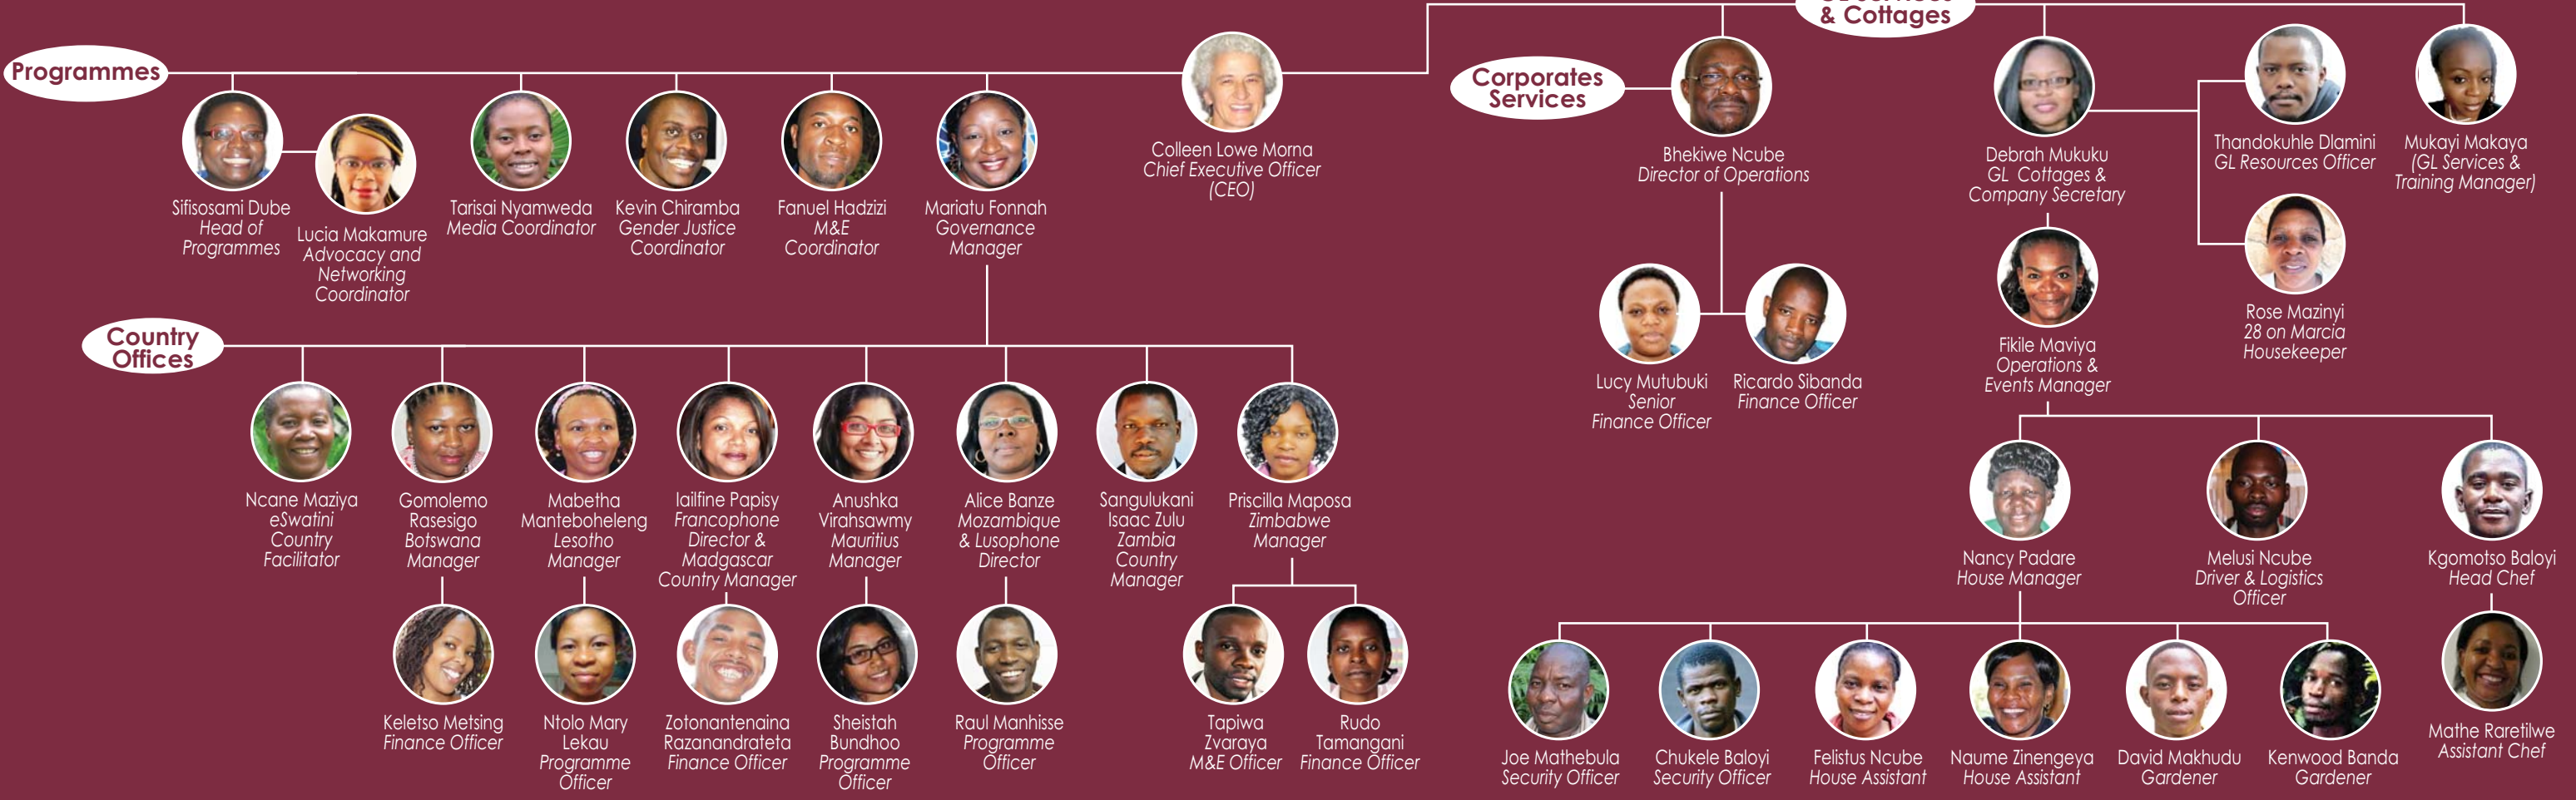 & Cottages
Programmes
Corporates
Services
Colleen Lowe Morna
Chief Executive Officer
(CEO)
Bhekiwe Ncube
Director of Operations
Debrah Mukuku
GL Cottages &
Company Secretary
Thandokuhle Dlamini
GL Resources Officer
Mukayi Makaya
(GL Services &
Training Manager)
Sifisosami Dube
Head of
Programmes
Lucia Makamure
Advocacy and
Networking
Coordinator
Tarisai Nyamweda
Media Coordinator
Kevin Chiramba
Gender Justice
Coordinator
Fanuel Hadzizi
M&E
Coordinator
Mariatu Fonnah
Governance
Manager
Rose Mazinyi
28 on Marcia
Housekeeper
Fikile Maviya
Operations &
Events Manager
Lucy Mutubuki
Senior
Finance Officer
Ricardo Sibanda
Finance Officer
Country
Offices
Ncane Maziya
eSwatini
Country
Facilitator
Gomolemo
Rasesigo
Botswana
Manager
Mabetha
Manteboheleng
Lesotho
Manager
Iailfine Papisy
Francophone
Director &
Madagascar
Country Manager
Anushka
Virahsawmy
Mauritius
Manager
Alice Banze
Mozambique
& Lusophone
Director
Sangulukani
Isaac Zulu
Zambia
Country
Manager
Priscilla Maposa
Zimbabwe
Manager
Nancy Padare
House Manager
Melusi Ncube
Driver & Logistics
Officer
Kgomotso Baloyi
Head Chef
Keletso Metsing
Finance Officer
Ntolo Mary
Lekau
Programme
Officer
Zotonantenaina
Razanandrateta
Finance Officer
Sheistah
Bundhoo
Programme
Officer
Raul Manhisse
Programme
Officer
Tapiwa
Zvaraya
M&E Officer
Rudo
Tamangani
Finance Officer
Joe Mathebula
Security Officer
Chukele Baloyi
Security Officer
Felistus Ncube
House Assistant
Naume Zinengeya
House Assistant
David Makhudu
Gardener
Kenwood Banda
Gardener
Mathe Raretilwe
Assistant Chef